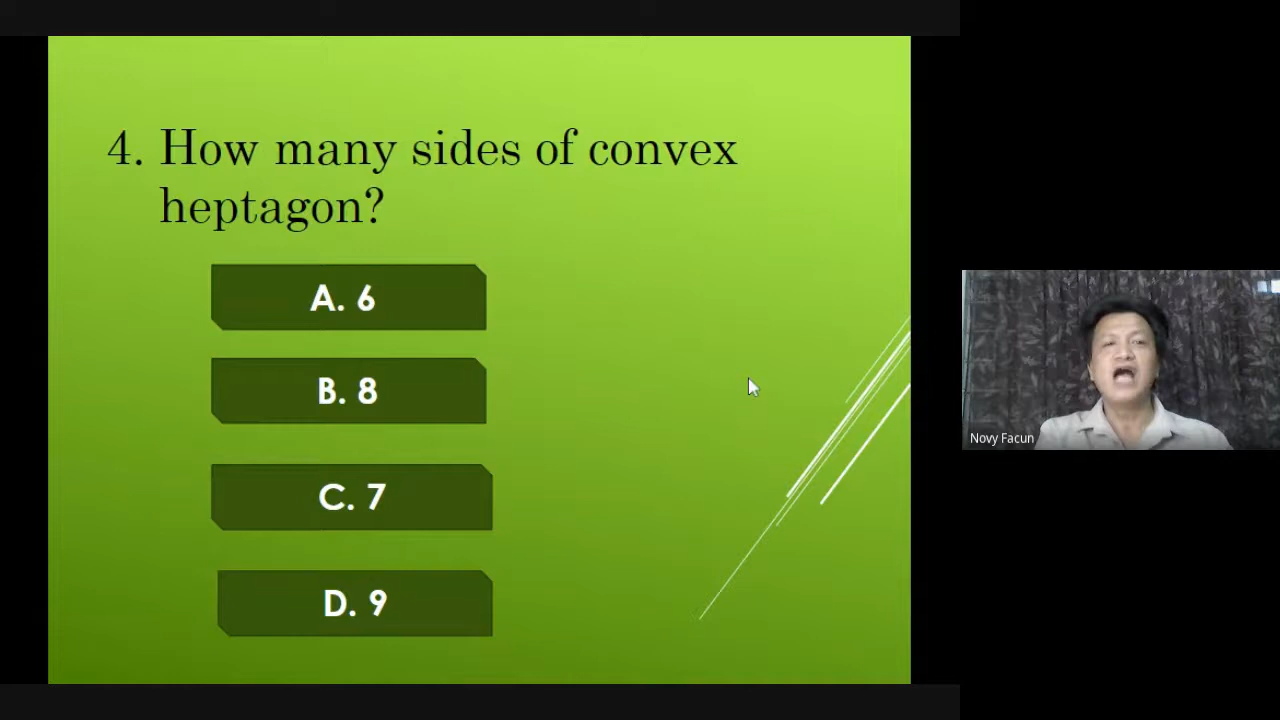 4. How many sides of convex
heptagon?
A. 6
B. 8
C. 7
D. 9
Novy Facun